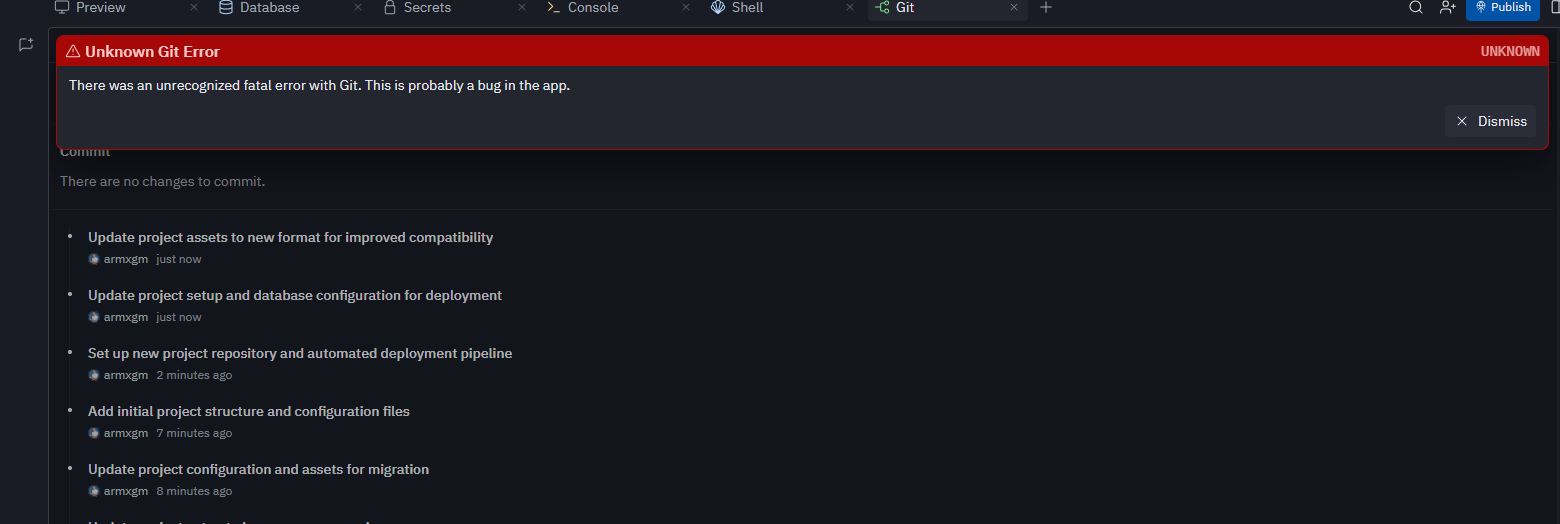 Preview Database Secrets Console Shell Git Publish
Unknown Git Error UNKNOWN
There was an unrecognized fatal error with Git. This is probably a bug in the app.
Dismiss
Commit
There are no changes to commit.
Update project assets to new format for improved compatibility
armxgm just now
Update project setup and database configuration for deployment
armxgm just now
Set up new project repository and automated deployment pipeline
armxgm 2 minutes ago
Add initial project structure and configuration files
armxgm 7 minutes ago
Update project configuration and assets for migration
armxgm 8 minutes ago